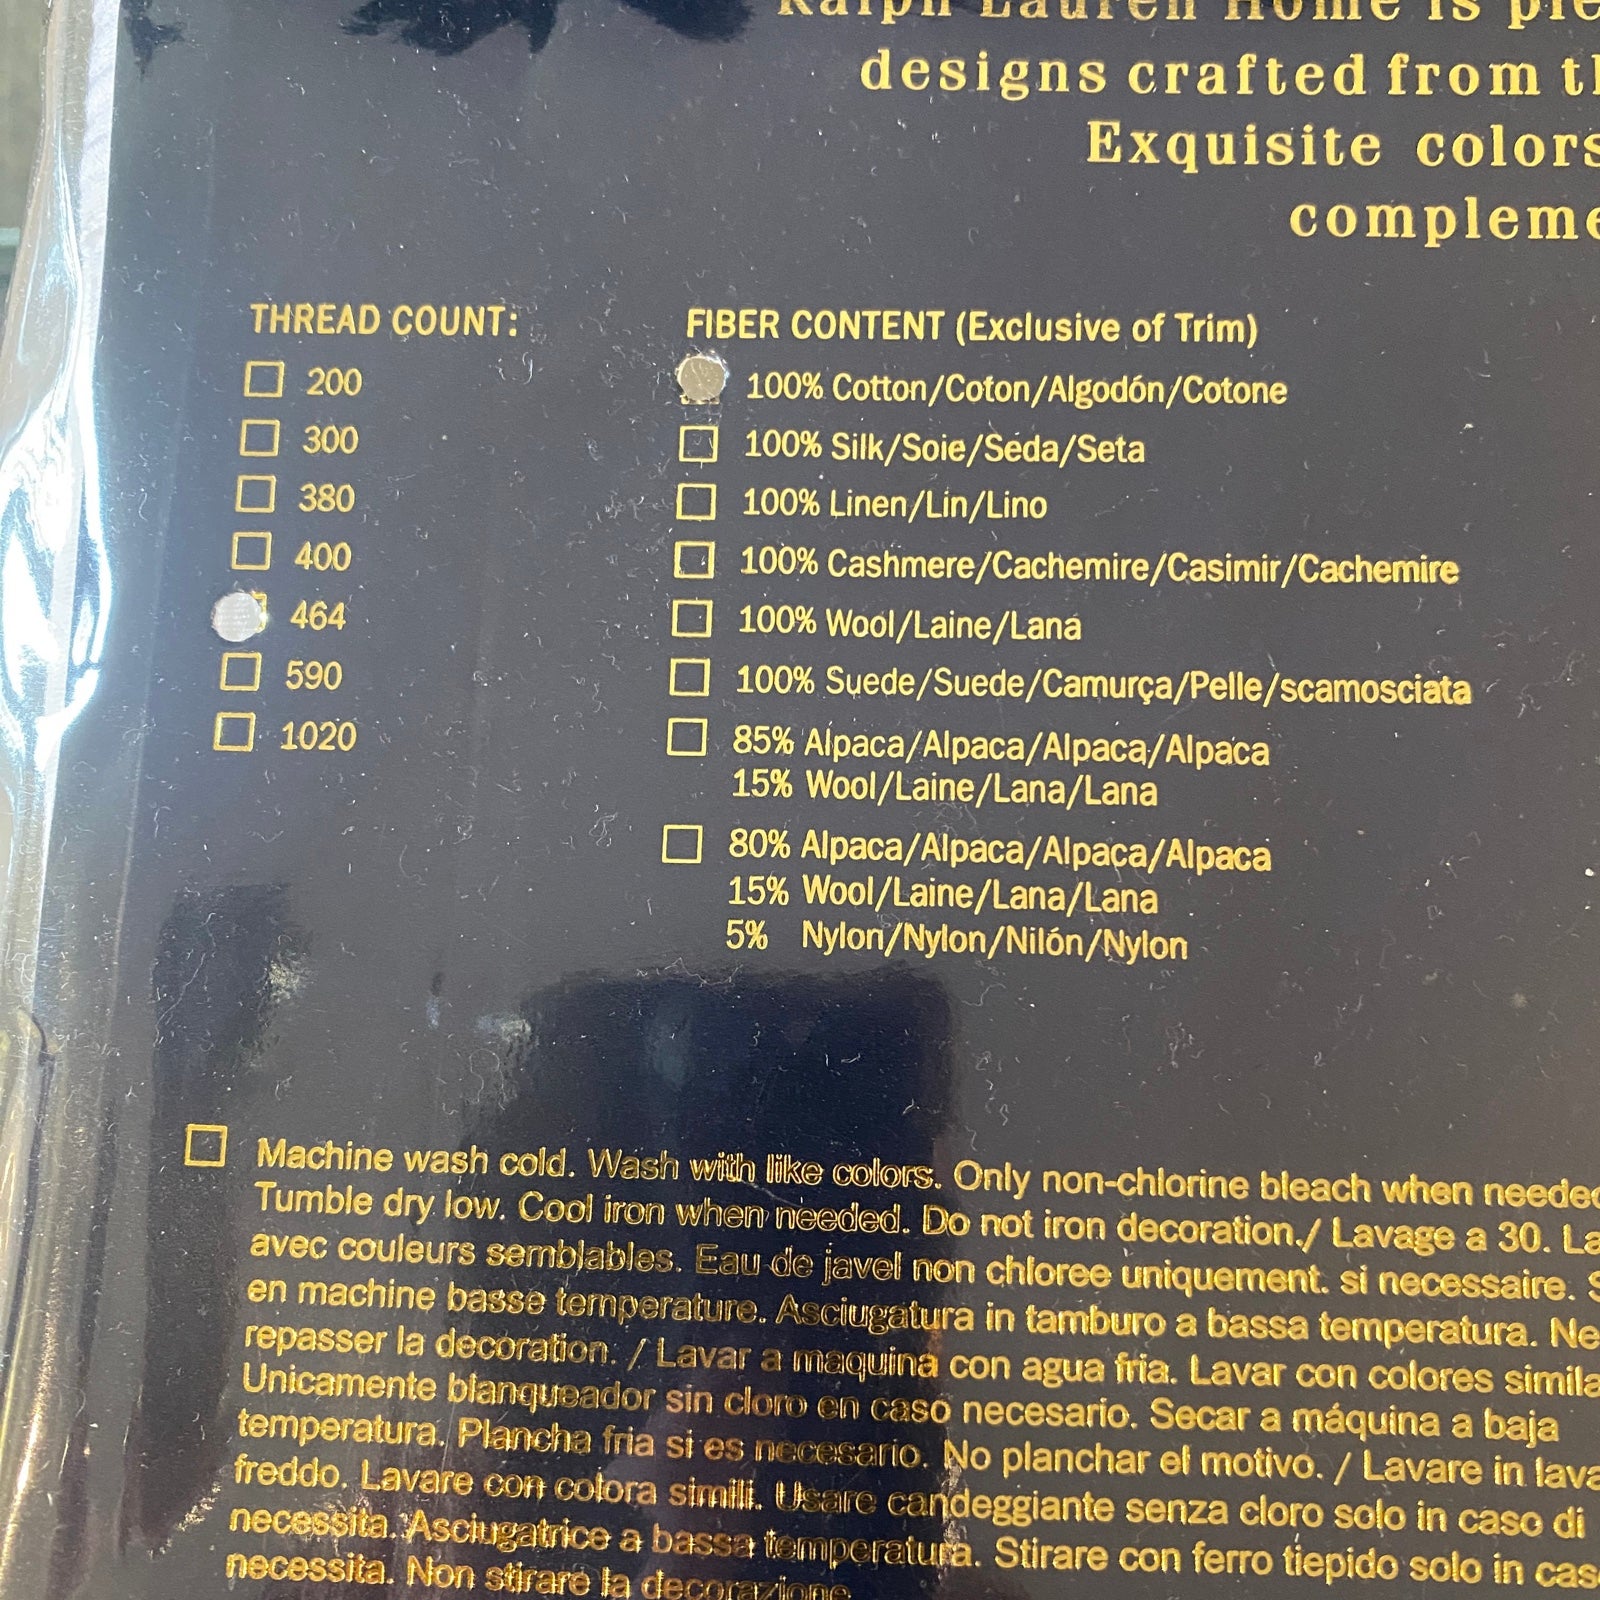 Ralph Lauren Home is
designs crafted from
Exquisite colors
THREAD COUNT:
200
300
380
400
464
590
1020
FIBER CONTENT (Exclusive of Trim)
100% Cotton/Coton/Algodón/Cotone
100% Silk/Soie/Seda/Seta
100% Linen/Lin/Lino
100% Cashmere/Cachemire/Casimir/Cachemire
100% Wool/Laine/Lana
100% Suede/Suede/Camurça/Pelle/scamosciata
85% Alpaca/Alpaca/Alpaca/Alpaca
15% Wool/Laine/Lana/Lana
80% Alpaca/Alpaca/Alpaca/Alpaca
15% Wool/Laine/Lana/Lana
5% Nylon/Nylon/Nilón/Nylon
Machine wash cold. Wash with like colors. Only non-chlorine bleach when needed
Tumble dry low. Cool iron when needed. Do not iron decoration./ Lavage a 30.
avec couleurs semblables. Eau de javel non chloree uniquement. si necessaire.
en machine basse temperature. Asciugatura in tamburo a bassa temperatura. Ne
repasser la decoration. / Lavar a maquina con agua fria. Lavar con colores
Unicamente blanqueador sin cloro en caso necesario. Secar a máquina a baja
temperatura. Plancha fria si es necesario. No planchar el motivo. / Lavare in
freddo. Lavare con colora simili. Usare candeggiante senza cloro solo in caso di
necessita. Asciugatrice a bassa temperatura. Stirare con ferro tiepido solo in
necessita. Non stirare la decorazione